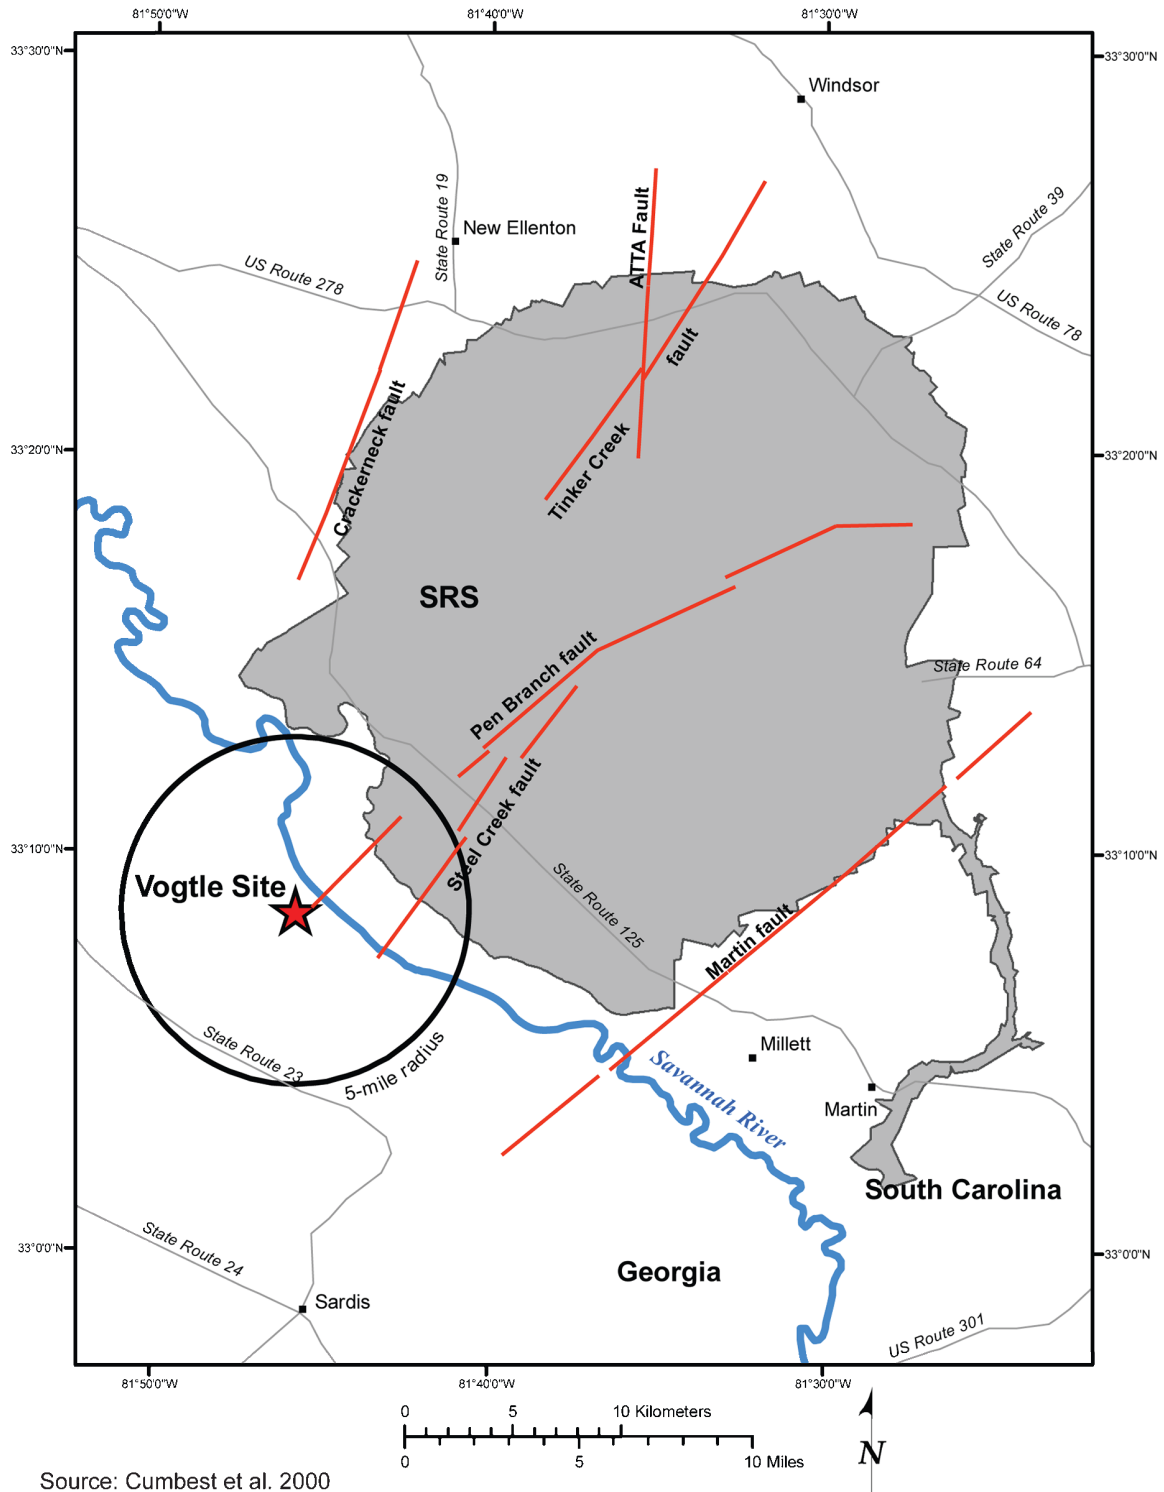 81°50'0"W
81°40'0"W
81°30'0"W
33°30'0"N
33°30'0"N
Windsor
State Route 19
New Ellenton
ATTA Fault
State Route 39
US Route 278
US Route 78
fault
Crackerneck fault
33°20'0"N
33°20'0"N
Tinker Creek
SRS
Pen Branch fault
State Route 64
Steel Creek fault
33°10'0"N
33°10'0"N
Vogtle Site
State Route 125
Martin fault
State Route 23
5-mile radius
Millett
Savannah River
Martin
South Carolina
State Route 24
33°0'0"N
33°0'0"N
Georgia
Sardis
US Route 301
81°50'0"W
81°40'0"W
81°30'0"W
0 5 10 Kilometers
0 5 10 Miles
N
Source: Cumbest et al. 2000